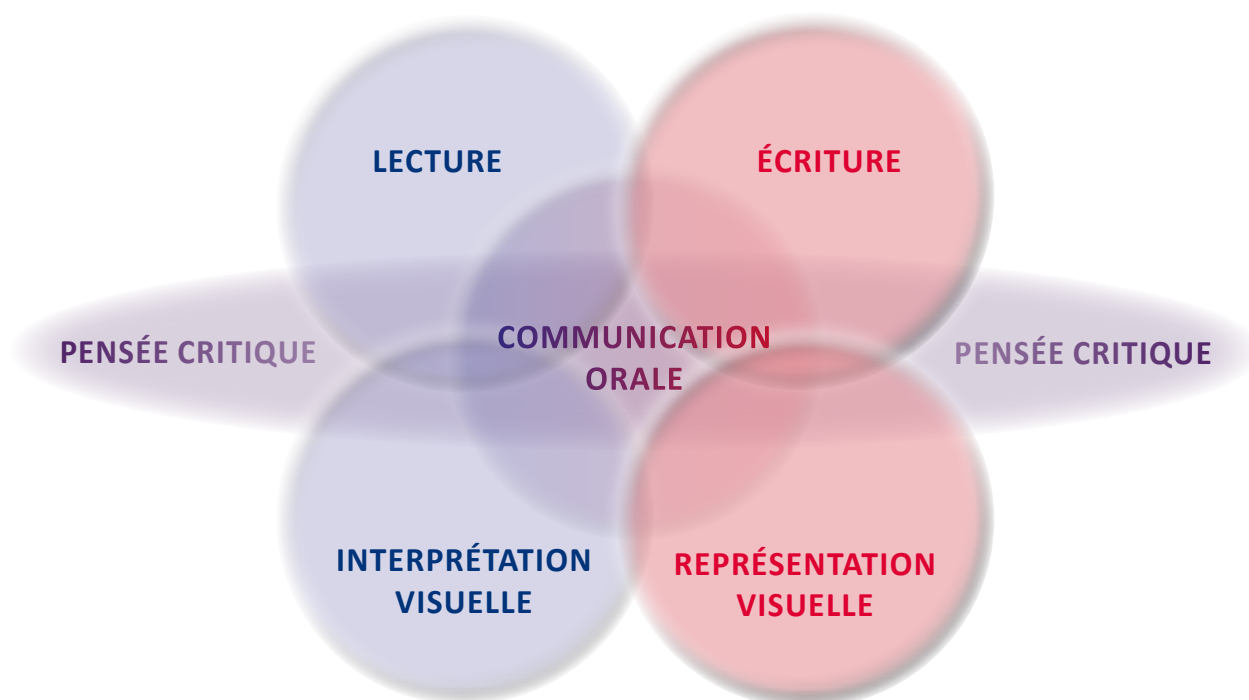 LECTURE
ÉCRITURE
PENSÉE CRITIQUE
COMMUNICATION
ORALE
PENSÉE CRITIQUE
INTERPRÉTATION
VISUELLE
REPRÉSENTATION
VISUELLE